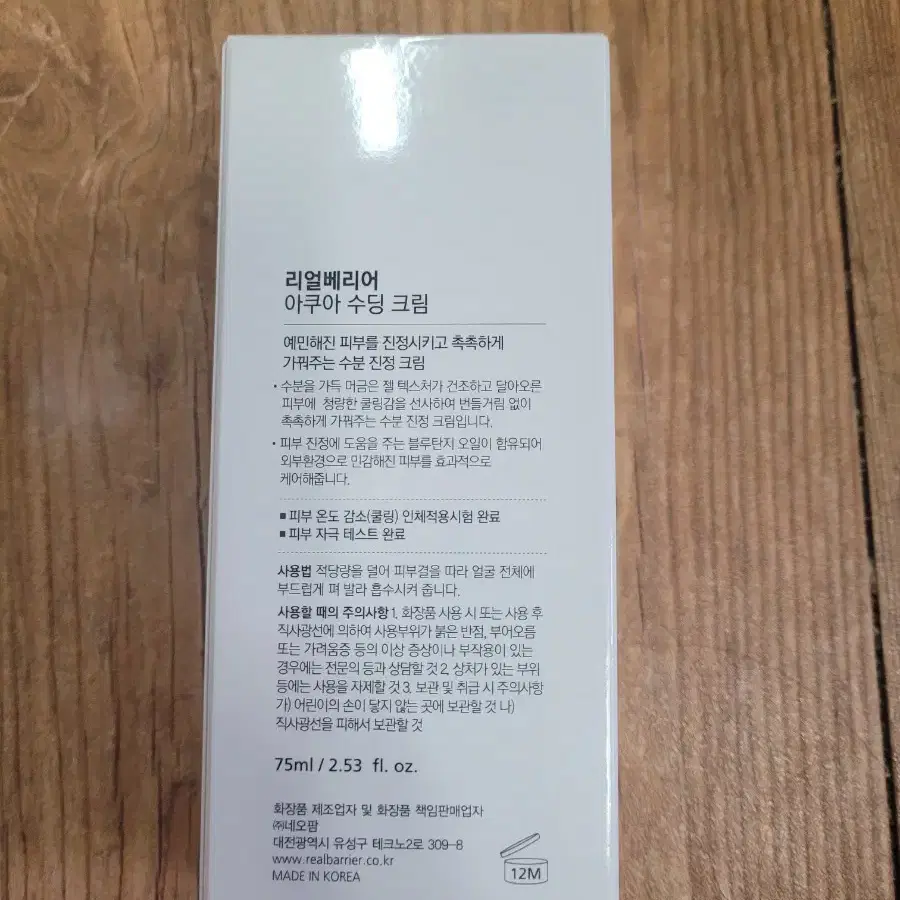 리얼베리어
아쿠아 수딩 크림
예민해진 피부를 진정시키고 촉촉하게
가꿔주는 수분 진정 크림
• 수분을 가득 머금은 젤 텍스처가 건조하고 달아오른
피부에 청량한 쿨링감을 선사하여 번들거림 없이
촉촉하게 가꿔주는 수분 진정 크림입니다.
• 피부 진정에 도움을 주는 블루탄지 오일이 함유되어
외부환경으로 민감해진 피부를 효과적으로
케어해줍니다.
■ 피부 온도 감소(쿨링) 인체적용시험 완료
■ 피부 자극 테스트 완료
사용법 적당량을 덜어 피부결을 따라 얼굴 전체에
부드럽게 펴 발라 흡수시켜 줍니다.
사용할 때의 주의사항 1. 화장품 사용 시 또는 사용 후
직사광선에 의하여 사용부위가 붉은 반점, 부어오름
또는 가려움증 등의 이상 증상이나 부작용이 있는
경우에는 전문의 등과 상담할 것 2. 상처가 있는 부위
등에는 사용을 자제할 것 3. 보관 및 취급 시 주의사항
가) 어린이의 손이 닿지 않는 곳에 보관할 것 나)
직사광선을 피해서 보관할 것
75ml / 2.53 fl. oz.
화장품 제조업자 및 화장품 책임판매업자
㈜네오팜
대전광역시 유성구 테크노2로 309-8
www.realbarrier.co.kr
MADE IN KOREA
12M